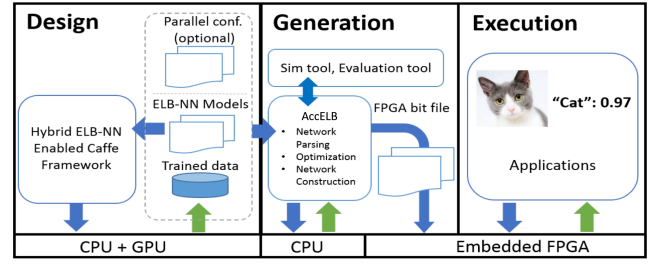 Design
Parallel conf.
(optional)
ELB-NN Models
Trained data
Hybrid ELB-NN
Enabled Caffe
Framework
CPU + GPU
Generation
Sim tool, Evaluation tool
AccELB
• Network
Parsing
• Optimization
• Network
Construction
FPGA bit file
CPU
Execution
“Cat”: 0.97
Applications
Embedded FPGA